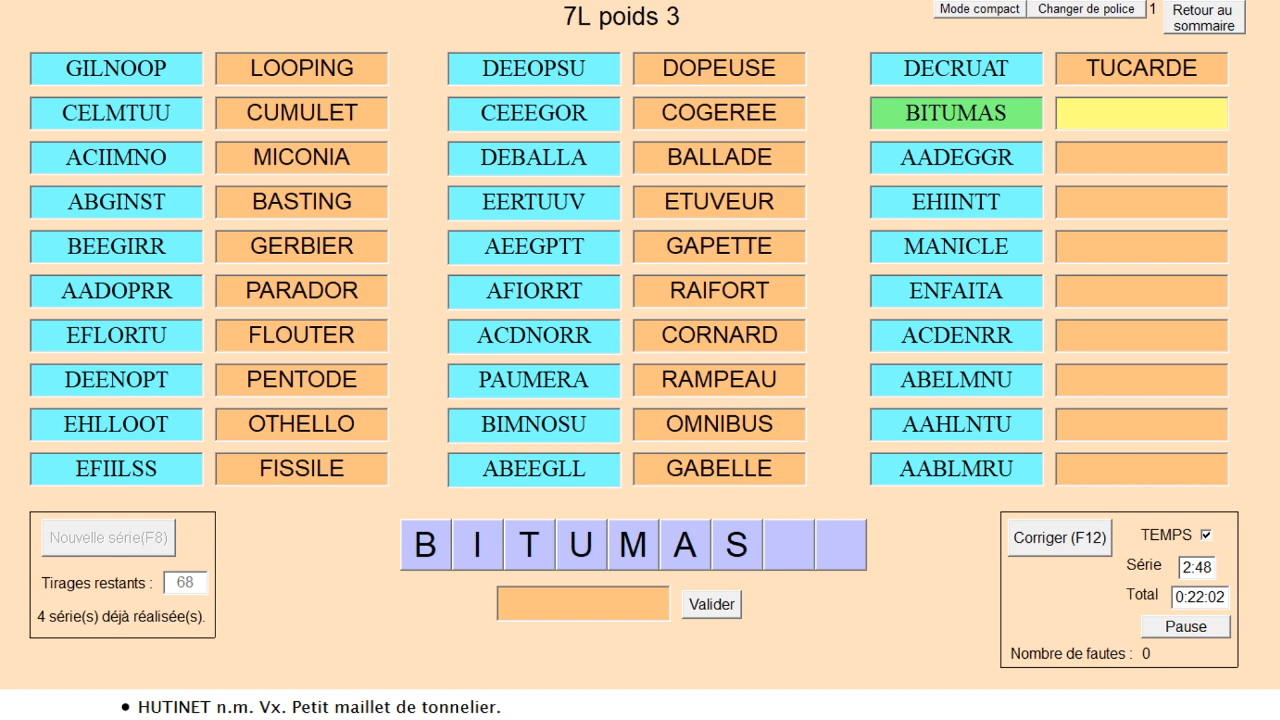 7L poids 3
Mode compact Changer de police 1 Retour au
sommaire
GILNOOP LOOPING DEEOPSU DOPEUSE DECRUAT TUCARDE
CELMTUU CUMULET CEEEGOR COGEREE BITUMAS
ACIIMNO MICONIA DEBALLA BALLADE AADEGGR
ABGINST BASTING EERTUUV ETUVEUR EHIINTT
BEEGIRR GERBIER AEEGPTT GAPETTE MANICLE
AADOPRR PARADOR AFIORRT RAIFORT ENFAITA
EFLORTU FLOUTER ACDNORR CORNARD ACDENRR
DEENOPT PENTODE PAUMERA RAMPEAU ABELMNU
EHLLOOT OTHELLO BIMNOSU OMNIBUS AAHLNTU
EFIILSS FISSILE ABEEGLL GABELLE AABLMRU
Nouvelle série(F8)
Tirages restants : 68
4 série(s) déjà réalisée(s).
B I T U M A S
Valider
Corriger (F12) TEMPS
Série 2:48
Total 0:22:02
Pause
Nombre de fautes : 0
• HUTINET n.m. Vx. Petit maillet de tonnelier.